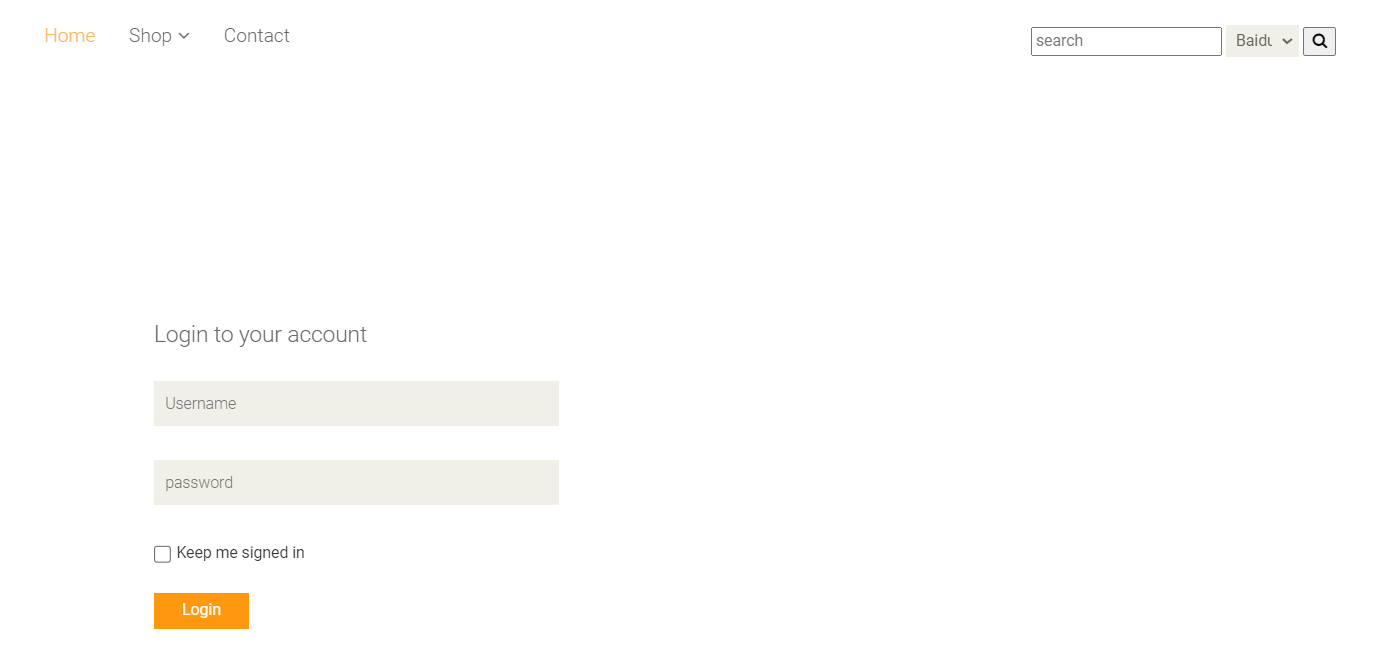 Home Shop Contact
search Baidu
Login to your account
Username
password
Keep me signed in
Login